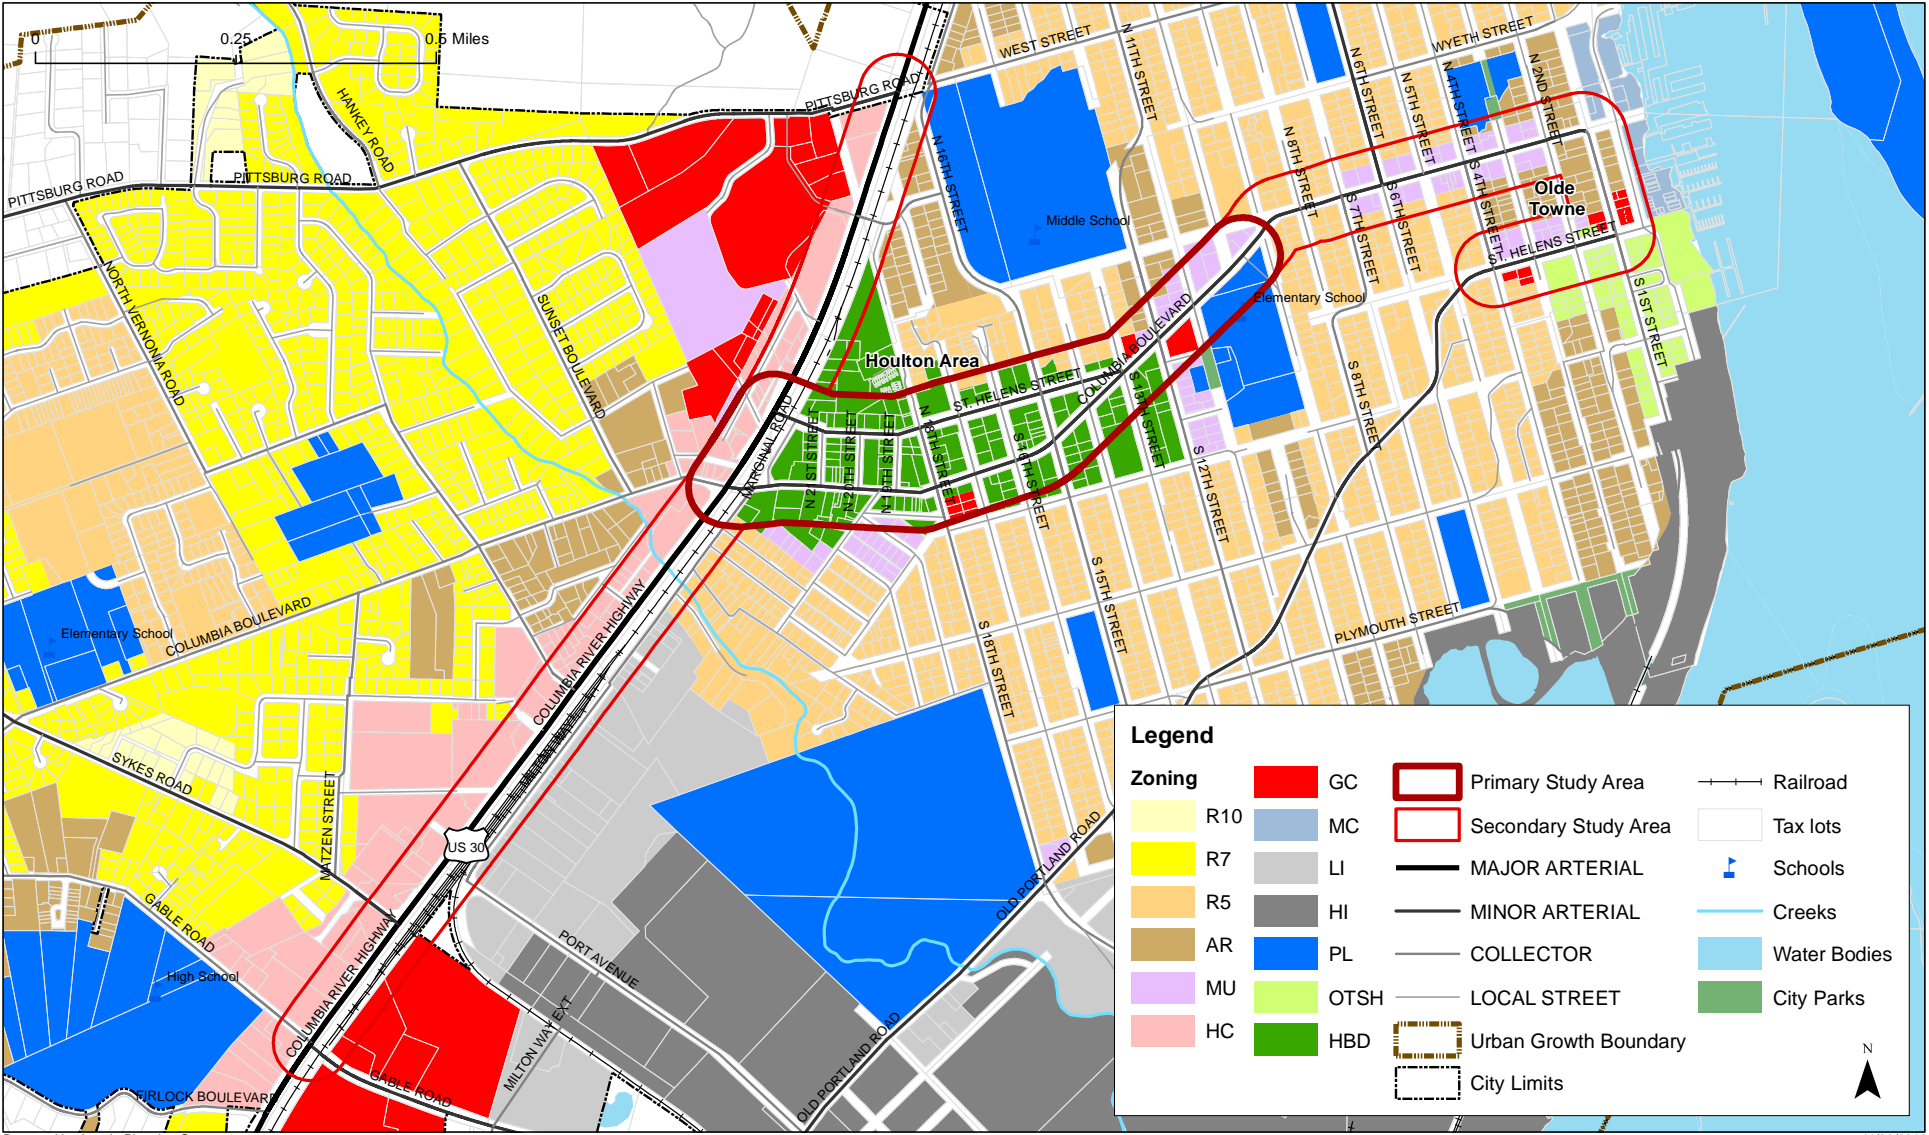 0 0.25 0.5 Miles
WEST STREET
WYETH STREET
N 11TH STREET
N 6TH STREET
N 5TH STREET
N 4TH STREET
N 2ND STREET
HANKEY ROAD
PITTSBURG ROAD
PITTSBURG ROAD
PITTSBURG ROAD
N 16TH STREET
N 8TH STREET
S 7TH STREET
S 6TH STREET
S 4TH STREET
Olde
Towne
Middle School
ST. HELENS STREET
NORTH VERNONIA ROAD
SUNSET BOULEVARD
Elementary School
S 1ST STREET
Houlton Area
ST. HELENS STREET
COLUMBIA BOULEVARD
MARGINAL ROAD
N 21ST STREET
N 20TH STREET
N 19TH STREET
N 18TH STREET
S 16TH STREET
S 13TH STREET
S 12TH STREET
S 8TH STREET
S 15TH STREET
S 18TH STREET
PLYMOUTH STREET
Elementary School
COLUMBIA BOULEVARD
COLUMBIA RIVER HIGHWAY
MILTON WAY
SYKES ROAD
MATZEN STREET
US 30
GABLE ROAD
High School
COLUMBIA RIVER HIGHWAY
PORT AVENUE
OLD PORTLAND ROAD
OLD PORTLAND ROAD
MILTON WAY EXT
GABLE ROAD
FIRLOCK BOULEVARD
Legend
Zoning
R10
R7
R5
AR
MU
HC
GC
MC
LI
HI
PL
OTSH
HBD
Primary Study Area
Secondary Study Area
MAJOR ARTERIAL
MINOR ARTERIAL
COLLECTOR
LOCAL STREET
Urban Growth Boundary
City Limits
Railroad
Tax lots
Schools
Creeks
Water Bodies
City Parks
N